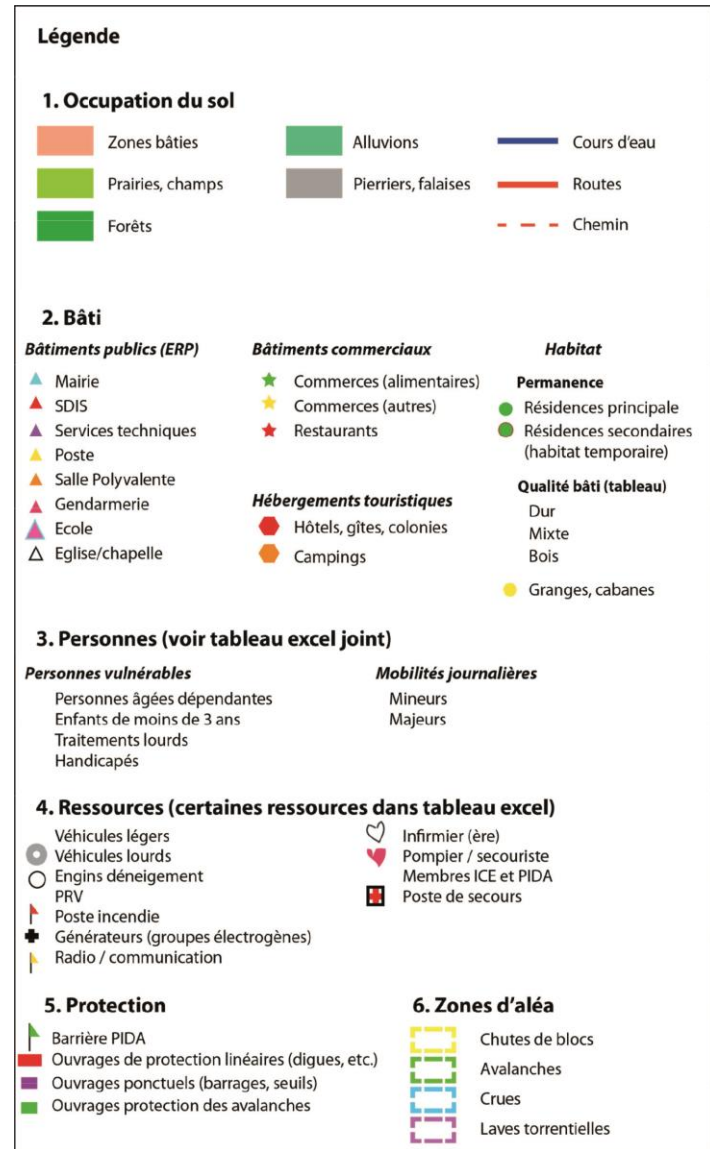 Légende
1. Occupation du sol
Zones bâties
Alluvions
Cours d'eau
Prairies, champs
Pierriers, falaises
Routes
Forêts
Chemin
2. Bâti
Bâtiments publics (ERP)
Mairie
SDIS
Services techniques
Poste
Salle Polyvalente
Gendarmerie
Ecole
Eglise/chapelle
Bâtiments commerciaux
Commerces (alimentaires)
Commerces (autres)
Restaurants
Hébergements touristiques
Hôtels, gîtes, colonies
Campings
Habitat
Permanence
Résidences principale
Résidences secondaires
(habitat temporaire)
Qualité bâti (tableau)
Dur
Mixte
Bois
Granges, cabanes
3. Personnes (voir tableau excel joint)
Personnes vulnérables
Personnes âgées dépendantes
Enfants de moins de 3 ans
Traitements lourds
Handicapés
Mobilités journalières
Mineurs
Majeurs
4. Ressources (certaines ressources dans tableau excel)
Véhicules légers
Véhicules lourds
Engins déneigement
PRV
Poste incendie
Générateurs (groupes électrogènes)
Radio / communication
Infirmier (ère)
Pompier / secouriste
Membres ICE et PIDA
Poste de secours
5. Protection
Barrière PIDA
Ouvrages de protection linéaires (digues, etc.)
Ouvrages ponctuels (barrages, seuils)
Ouvrages protection des avalanches
6. Zones d'aléa
Chutes de blocs
Avalanches
Crues
Laves torrentielles